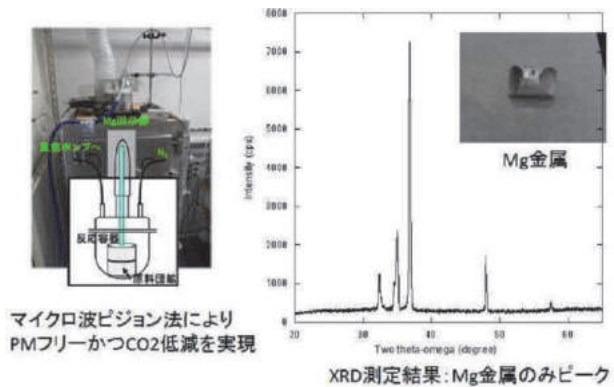 Mg回収部
真空ポンプへ
N₂
反応容器
原料団鉱
マイクロ波ピジョン法により
PMフリーかつCO2低減を実現
8000
7000
6000
5000
4000
3000
2000
1000
0
Intensity (cps)
20
30
40
50
60
Two theta-omega (degree)
Mg金属
XRD測定結果:Mg金属のみピーク